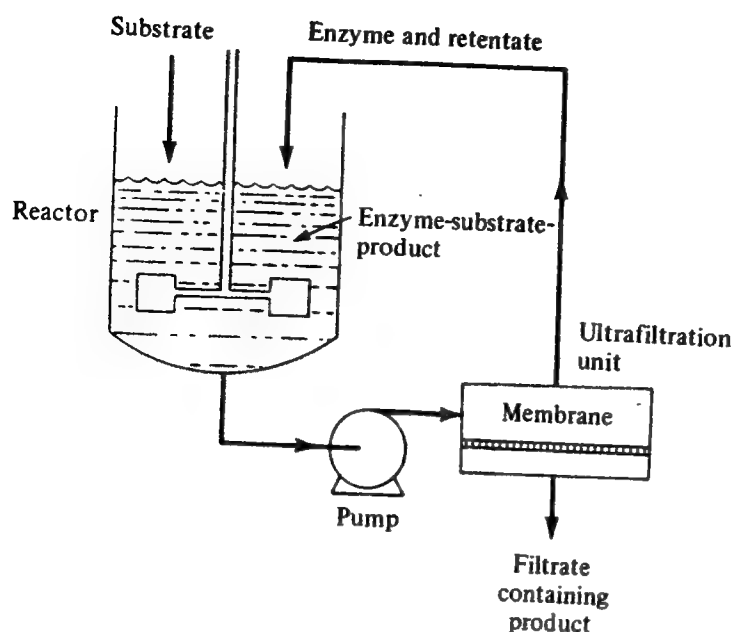 Substrate
Enzyme and retentate
Reactor
Enzyme-substrate-
product
Ultrafiltration
unit
Membrane
Pump
Filtrate
containing
product